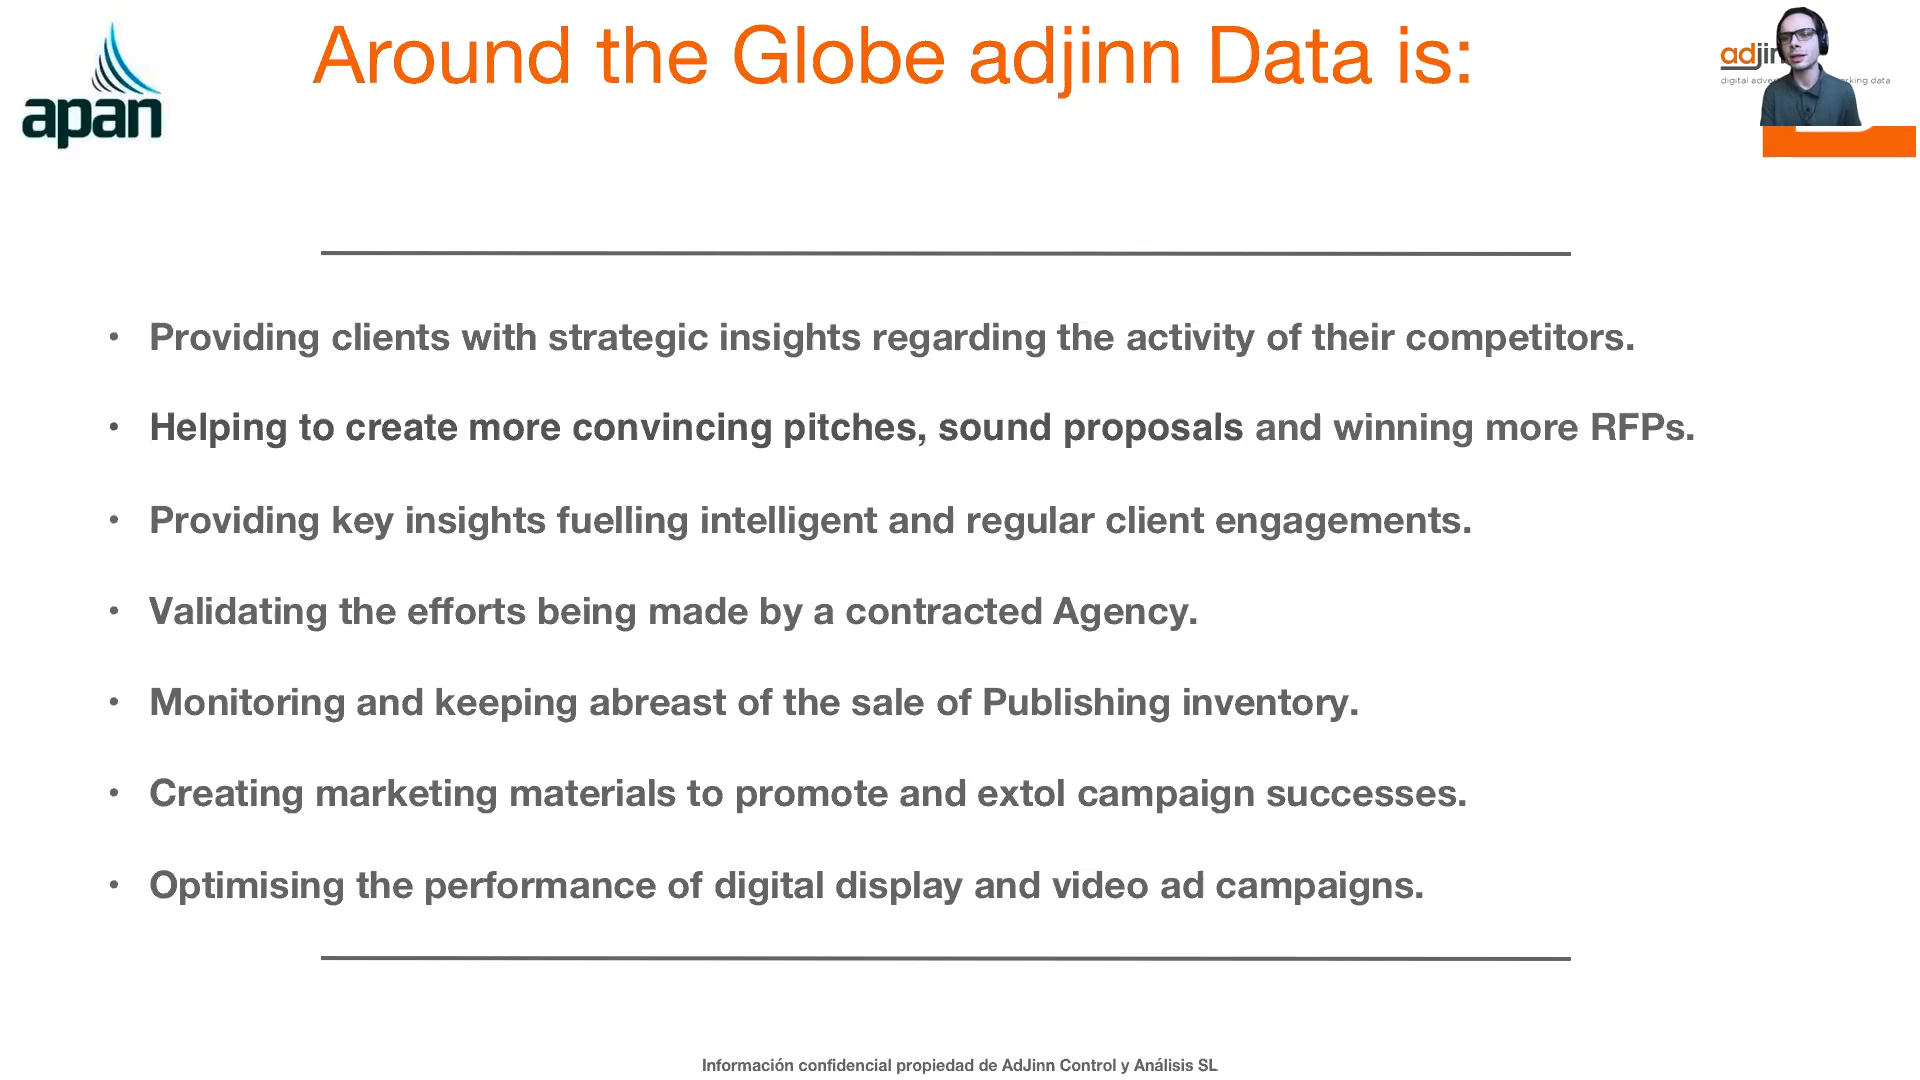 apan
Around the Globe adjinn Data is:
• Providing clients with strategic insights regarding the activity of their competitors.
• Helping to create more convincing pitches, sound proposals and winning more RFPs.
• Providing key insights fuelling intelligent and regular client engagements.
• Validating the efforts being made by a contracted Agency.
• Monitoring and keeping abreast of the sale of Publishing inventory.
• Creating marketing materials to promote and extol campaign successes.
• Optimising the performance of digital display and video ad campaigns.
Información confidencial propiedad de AdJinn Control y Análisis SL
digital data